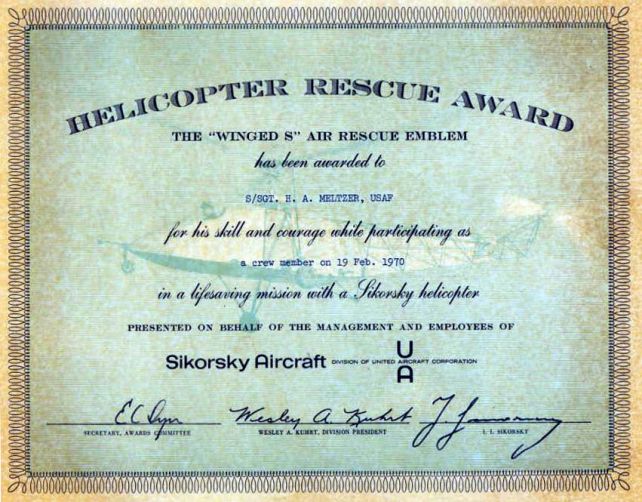 HELICOPTER RESCUE AWARD
THE "WINGED S" AIR RESCUE EMBLEM
has been awarded to
S/SGT. H. A. MELTZER, USAF
for his skill and courage while participating as
a crew member on 19 Feb. 1970
in a lifesaving mission with a Sikorsky helicopter
PRESENTED ON BEHALF OF THE MANAGEMENT AND EMPLOYEES OF
Sikorsky Aircraft DIVISION OF UNITED AIRCRAFT CORPORATION
U
A
Wesley A. Kuhrt
SECRETARY, AWARDS COMMITTEE WESLEY A. KUHRT, DIVISION PRESIDENT I. I. SIKORSKY